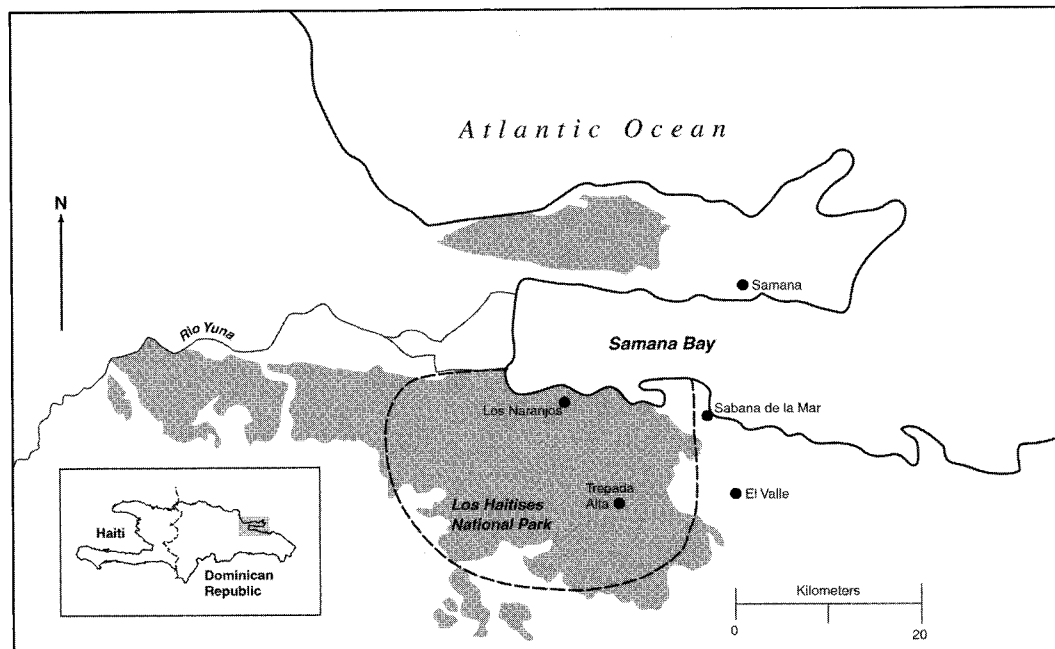 Atlantic Ocean
N
Samana
Rio Yuna
Samana Bay
Los Naranjos
Sabana de la Mar
Trepada
Alta
El Valle
Los Haitises
National Park
Haiti
Dominican
Republic
Kilometers
0
20